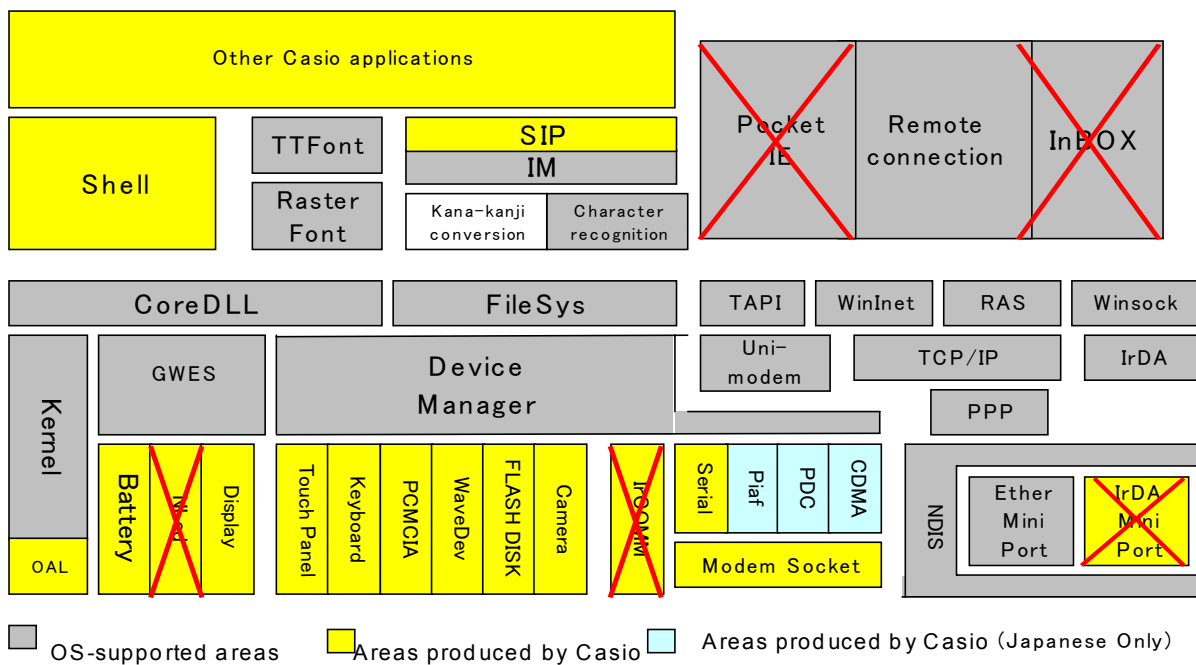 Other Casio applications
Pocket
IE
Remote
connection
InBOX
Shell
TTFont
Raster
Font
SIP
IM
Kana-kanji
conversion
Character
recognition
CoreDLL
FileSys
TAPI
WinInet
RAS
Winsock
Kernel
OAL
GWES
Device
Manager
Uni-
modem
TCP/IP
IrDA
PPP
Battery
Display
Touch Panel
Keyboard
PCMCIA
WaveDev
FLASH DISK
Camera
IrCOMM
Serial
Piaf
PDC
CDMA
Modem Socket
NDIS
Ether
Mini
Port
IrDA
Mini
Port
OS-supported areas
Areas produced by Casio
Areas produced by Casio (Japanese Only)